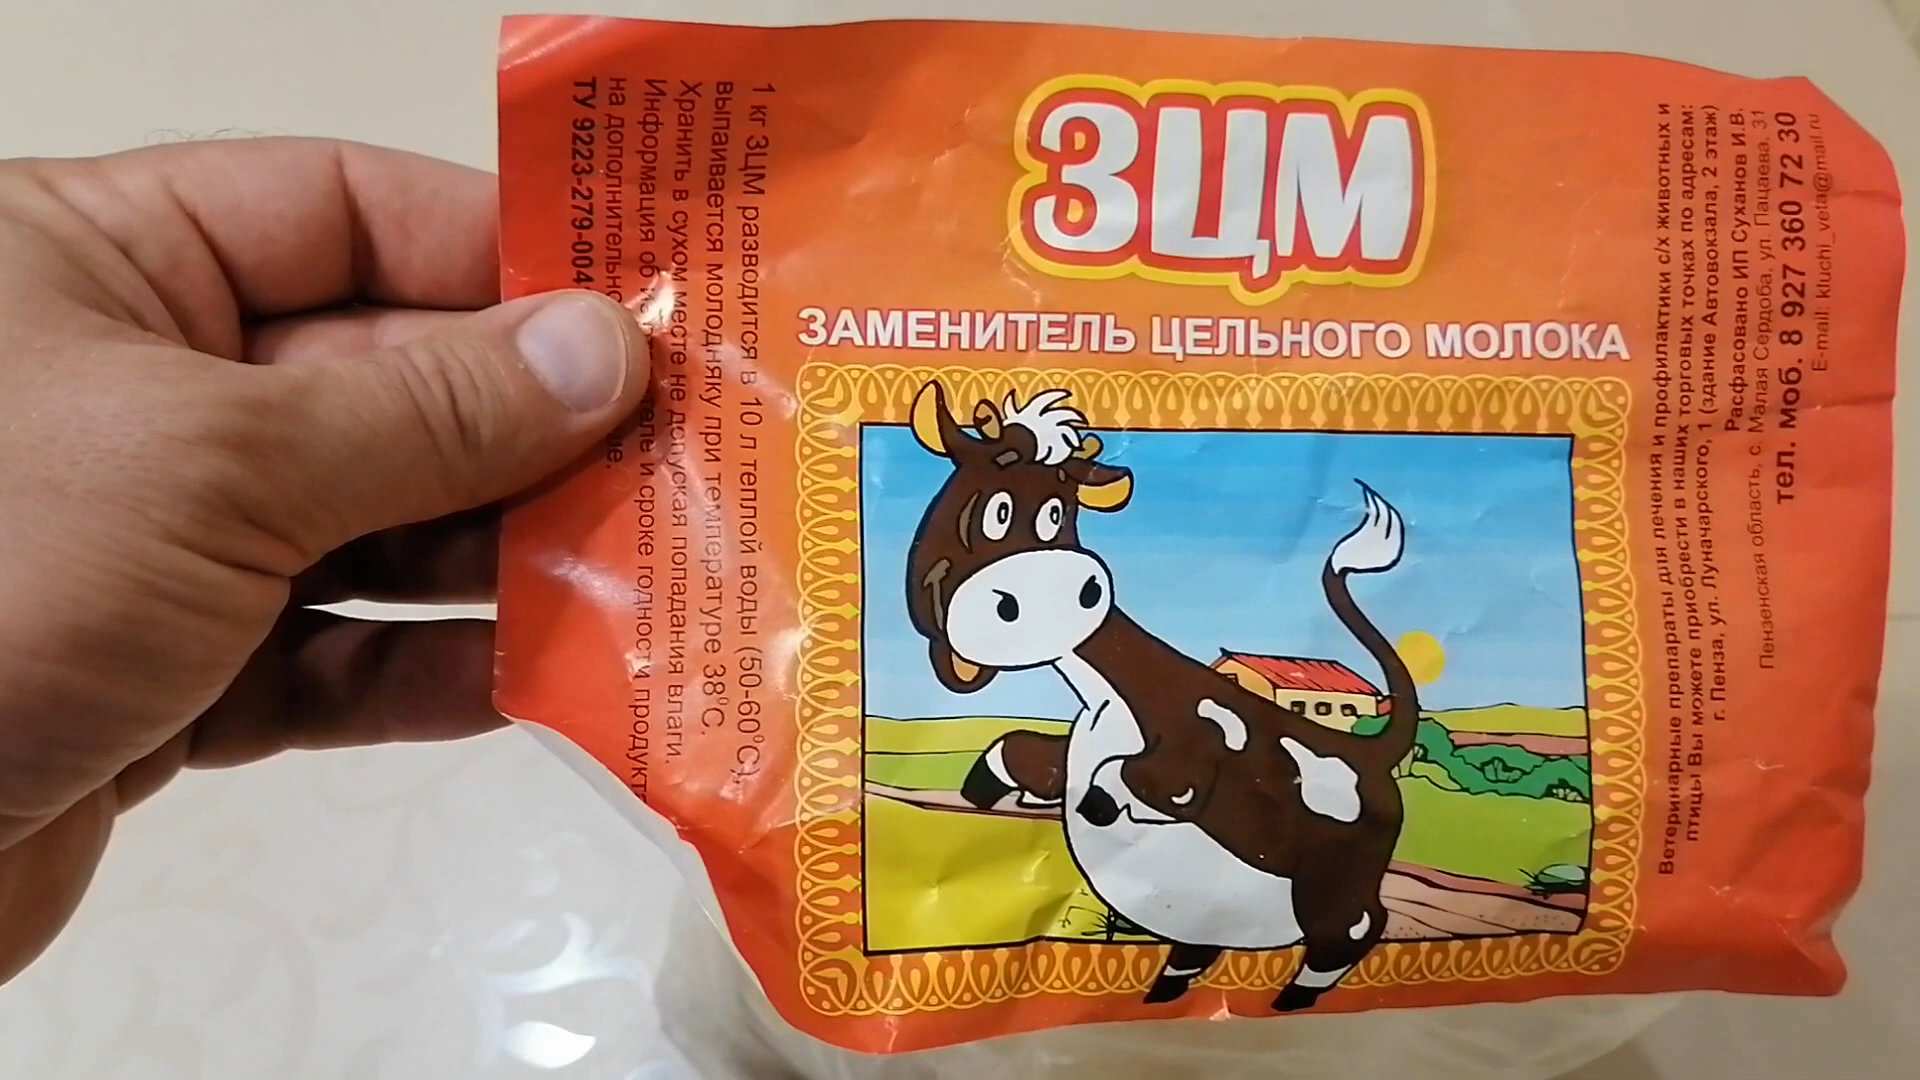 ЗЦМ
ЗАМЕНИТЕЛЬ ЦЕЛЬНОГО МОЛОКА
1 кг ЗЦМ разводится в 10 л теплой воды (50-60⁰С),
выпаивается молодняку при температуре 38⁰С.
Хранить в сухом месте не допуская попадания влаги.
Информация об и сроке годности продукта
на дополнительно
ТУ 9223-279-004
Ветеринарные препараты для лечения и профилактики с/х животных и
птицы Вы можете приобрести в наших торговых точках по адресам:
г. Пенза, ул. Луначарского, 1 (здание Автовокзала, 2 этаж)
Расфасовано ИП Суханов И.В.
Пензенская область, с. Малая Сердоба, ул. Пацаева, 31
тел. моб. 8 927 360 72 30
E-mail: kluchi_veta@mail.ru